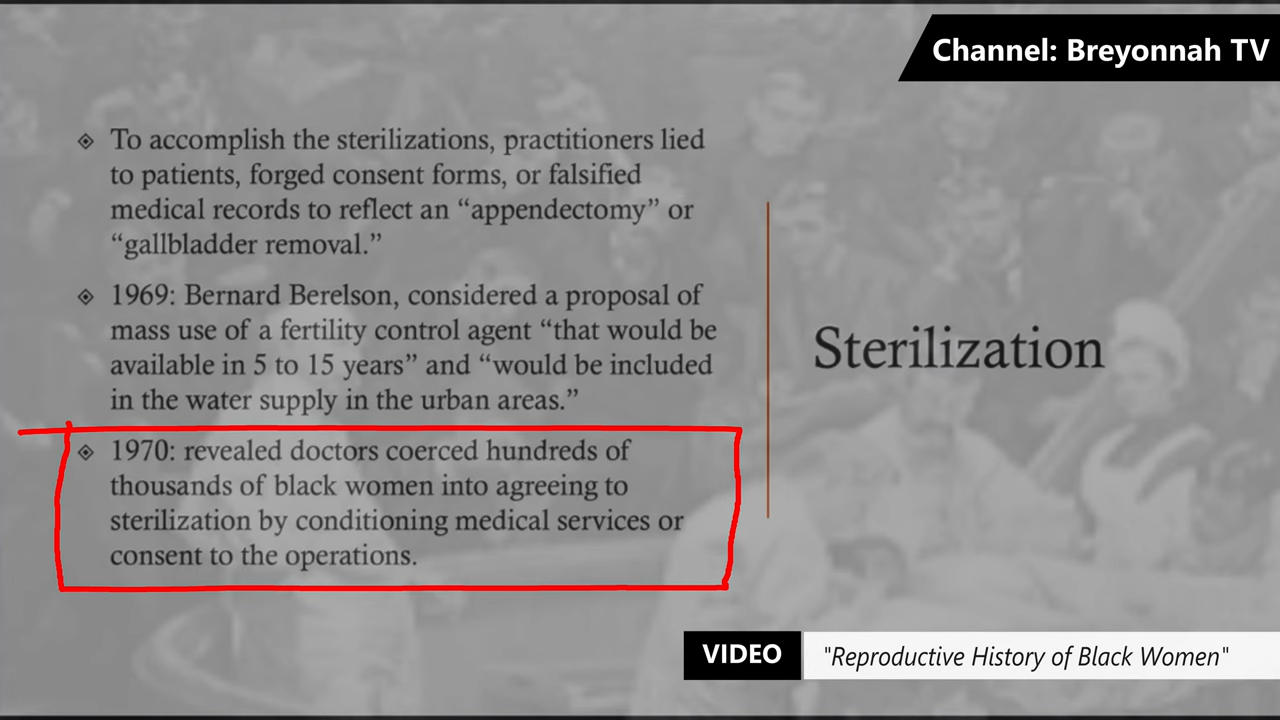 Channel: Breyonnah TV
To accomplish the sterilizations, practitioners lied
to patients, forged consent forms, or falsified
medical records to reflect an “appendectomy” or
“gallbladder removal.”
1969: Bernard Berelson, considered a proposal of
mass use of a fertility control agent “that would be
available in 5 to 15 years” and “would be included
in the water supply in the urban areas.”
1970: revealed doctors coerced hundreds of
thousands of black women into agreeing to
sterilization by conditioning medical services or
consent to the operations.
Sterilization
VIDEO "Reproductive History of Black Women"